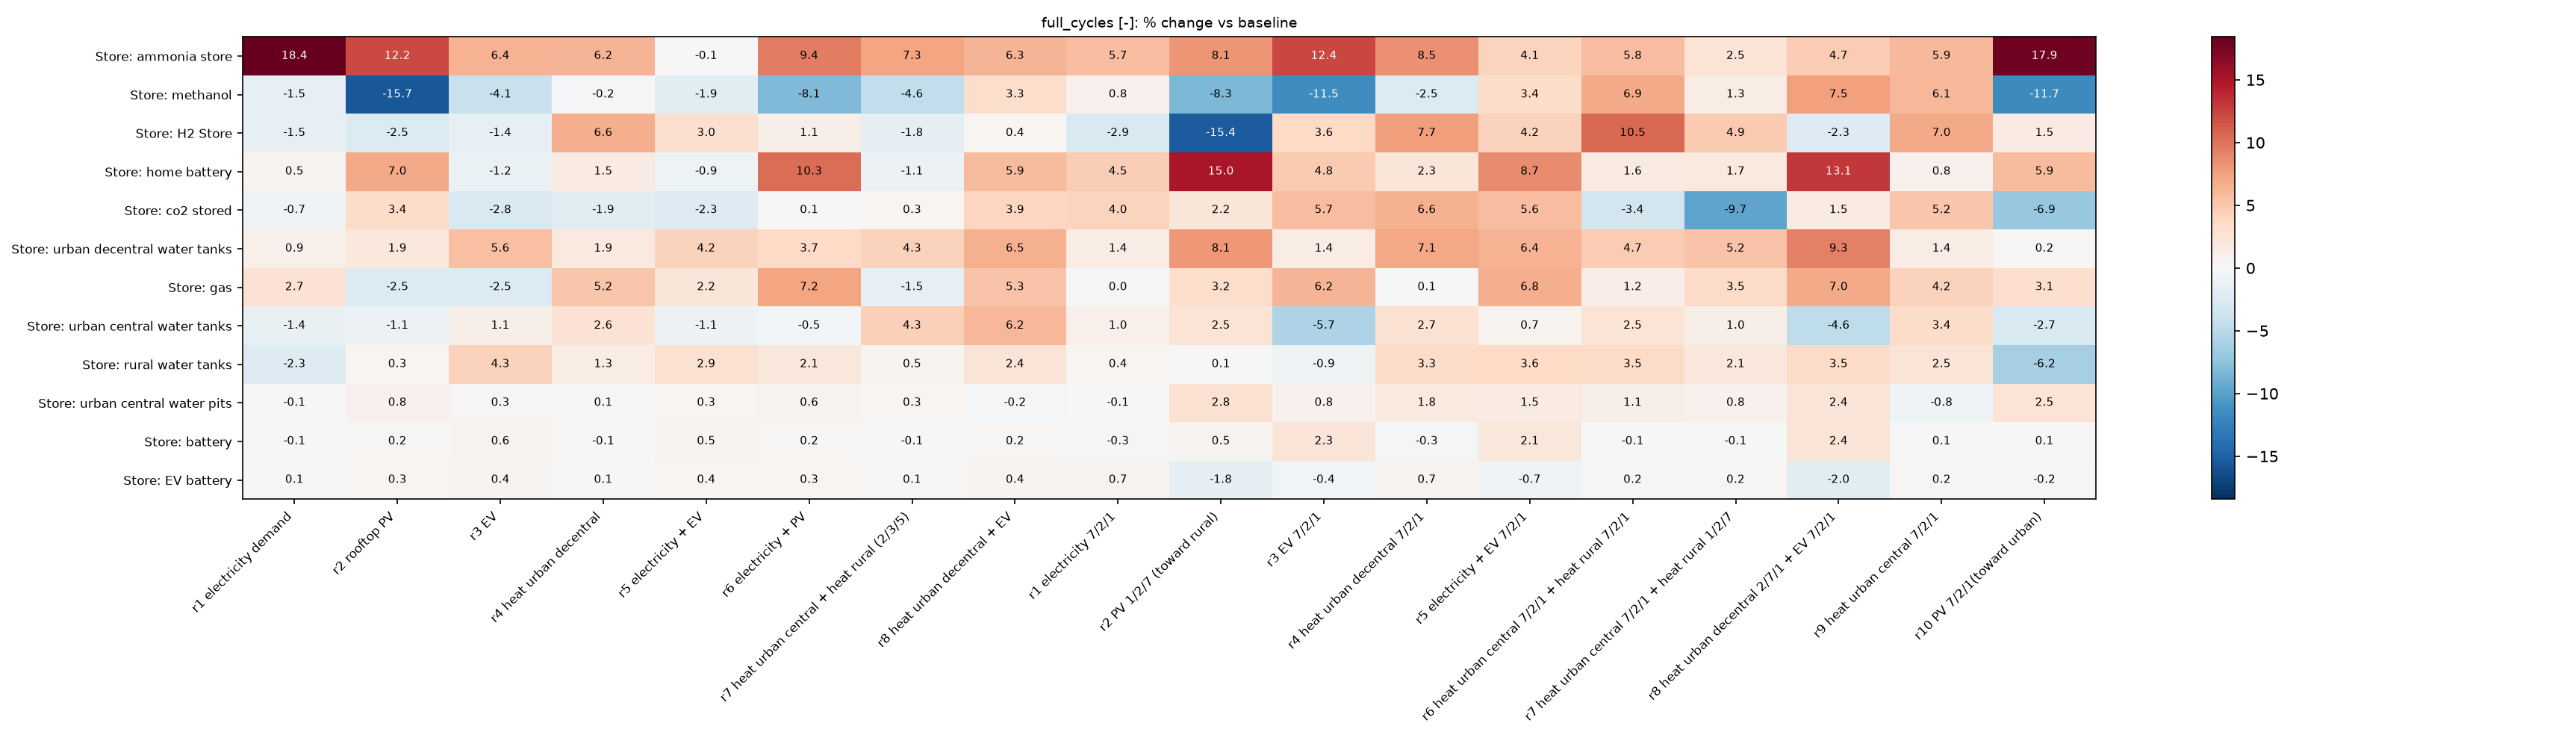 full_cycles [-]: % change vs baseline
Store: ammonia store 18.4 12.2 6.4 6.2 -0.1 9.4 7.3 6.3 5.7 8.1 12.4 8.5 4.1 5.8 2.5 4.7 5.9 17.9
Store: methanol -1.5 -15.7 -4.1 -0.2 -1.9 -8.1 -4.6 3.3 0.8 -8.3 -11.5 -2.5 3.4 6.9 1.3 7.5 6.1 -11.7
Store: H2 Store -1.5 -2.5 -1.4 6.6 3.0 1.1 -1.8 0.4 -2.9 -15.4 3.6 7.7 4.2 10.5 4.9 -2.3 7.0 1.5
Store: home battery 0.5 7.0 -1.2 1.5 -0.9 10.3 -1.1 5.9 4.5 15.0 4.8 2.3 8.7 1.6 1.7 13.1 0.8 5.9
Store: co2 stored -0.7 3.4 -2.8 -1.9 -2.3 0.1 0.3 3.9 4.0 2.2 5.7 6.6 5.6 -3.4 -9.7 1.5 5.2 -6.9
Store: urban decentral water tanks 0.9 1.9 5.6 1.9 4.2 3.7 4.3 6.5 1.4 8.1 1.4 7.1 6.4 4.7 5.2 9.3 1.4 0.2
Store: gas 2.7 -2.5 -2.5 5.2 2.2 7.2 -1.5 5.3 0.0 3.2 6.2 0.1 6.8 1.2 3.5 7.0 4.2 3.1
Store: urban central water tanks -1.4 -1.1 1.1 2.6 -1.1 -0.5 4.3 6.2 1.0 2.5 -5.7 2.7 0.7 2.5 1.0 -4.6 3.4 -2.7
Store: rural water tanks -2.3 0.3 4.3 1.3 2.9 2.1 0.5 2.4 0.4 0.1 -0.9 3.3 3.6 3.5 2.1 3.5 2.5 -6.2
Store: urban central water pits -0.1 0.8 0.3 0.1 0.3 0.6 0.3 -0.2 -0.1 2.8 0.8 1.8 1.5 1.1 0.8 2.4 -0.8 2.5
Store: battery -0.1 0.2 0.6 -0.1 0.5 0.2 -0.1 0.2 -0.3 0.5 2.3 -0.3 2.1 -0.1 -0.1 2.4 0.1 0.1
Store: EV battery 0.1 0.3 0.4 0.1 0.4 0.3 0.1 0.4 0.7 -1.8 -0.4 0.7 -0.7 0.2 0.2 -2.0 0.2 -0.2
r1 electricity demand
r2 rooftop PV
r3 EV
r4 heat urban decentral
r5 electricity + EV
r6 electricity + PV
r7 heat urban central + heat rural (2/3/5)
r8 heat urban decentral + EV
r1 electricity 7/2/1
r2 PV 1/2/7 (toward rural)
r3 EV 7/2/1
r4 heat urban decentral 7/2/1
r5 electricity + EV 7/2/1
r6 heat urban central 7/2/1 + heat rural 7/2/1
r7 heat urban central 7/2/1 + heat rural 1/2/7
r8 heat urban decentral 2/7/1 + EV 7/2/1
r9 heat urban central 7/2/1
r10 PV 7/2/1(toward urban)
15
10
5
0
−5
−10
−15